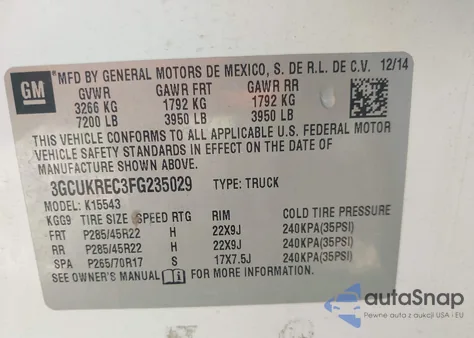 GM
*MFD BY GENERAL MOTORS DE MEXICO, S. DE R.L. DE C.V. 12/14
GVWR GAWR FRT GAWR RR
3266 KG 1792 KG 1792 KG
7200 LB 3950 LB 3950 LB
THIS VEHICLE CONFORMS TO ALL APPLICABLE U.S. FEDERAL MOTOR
VEHICLE SAFETY STANDARDS IN EFFECT ON THE DATE OF
MANUFACTURE SHOWN ABOVE.
3GCUKREC3FG235029 TYPE: TRUCK
MODEL: K15543
KGG9 TIRE SIZE SPEED RTG RIM COLD TIRE PRESSURE
FRT P285/45R22 H 22X9J 240KPA(35PSI)
RR P285/45R22 H 22X9J 240KPA(35PSI)
SPA P265/70R17 S 17X7.5J 240KPA(35PSI)
SEE OWNER'S MANUAL FOR MORE INFORMATION.
autaSnap
Pewne auta z aukcji USA i EU